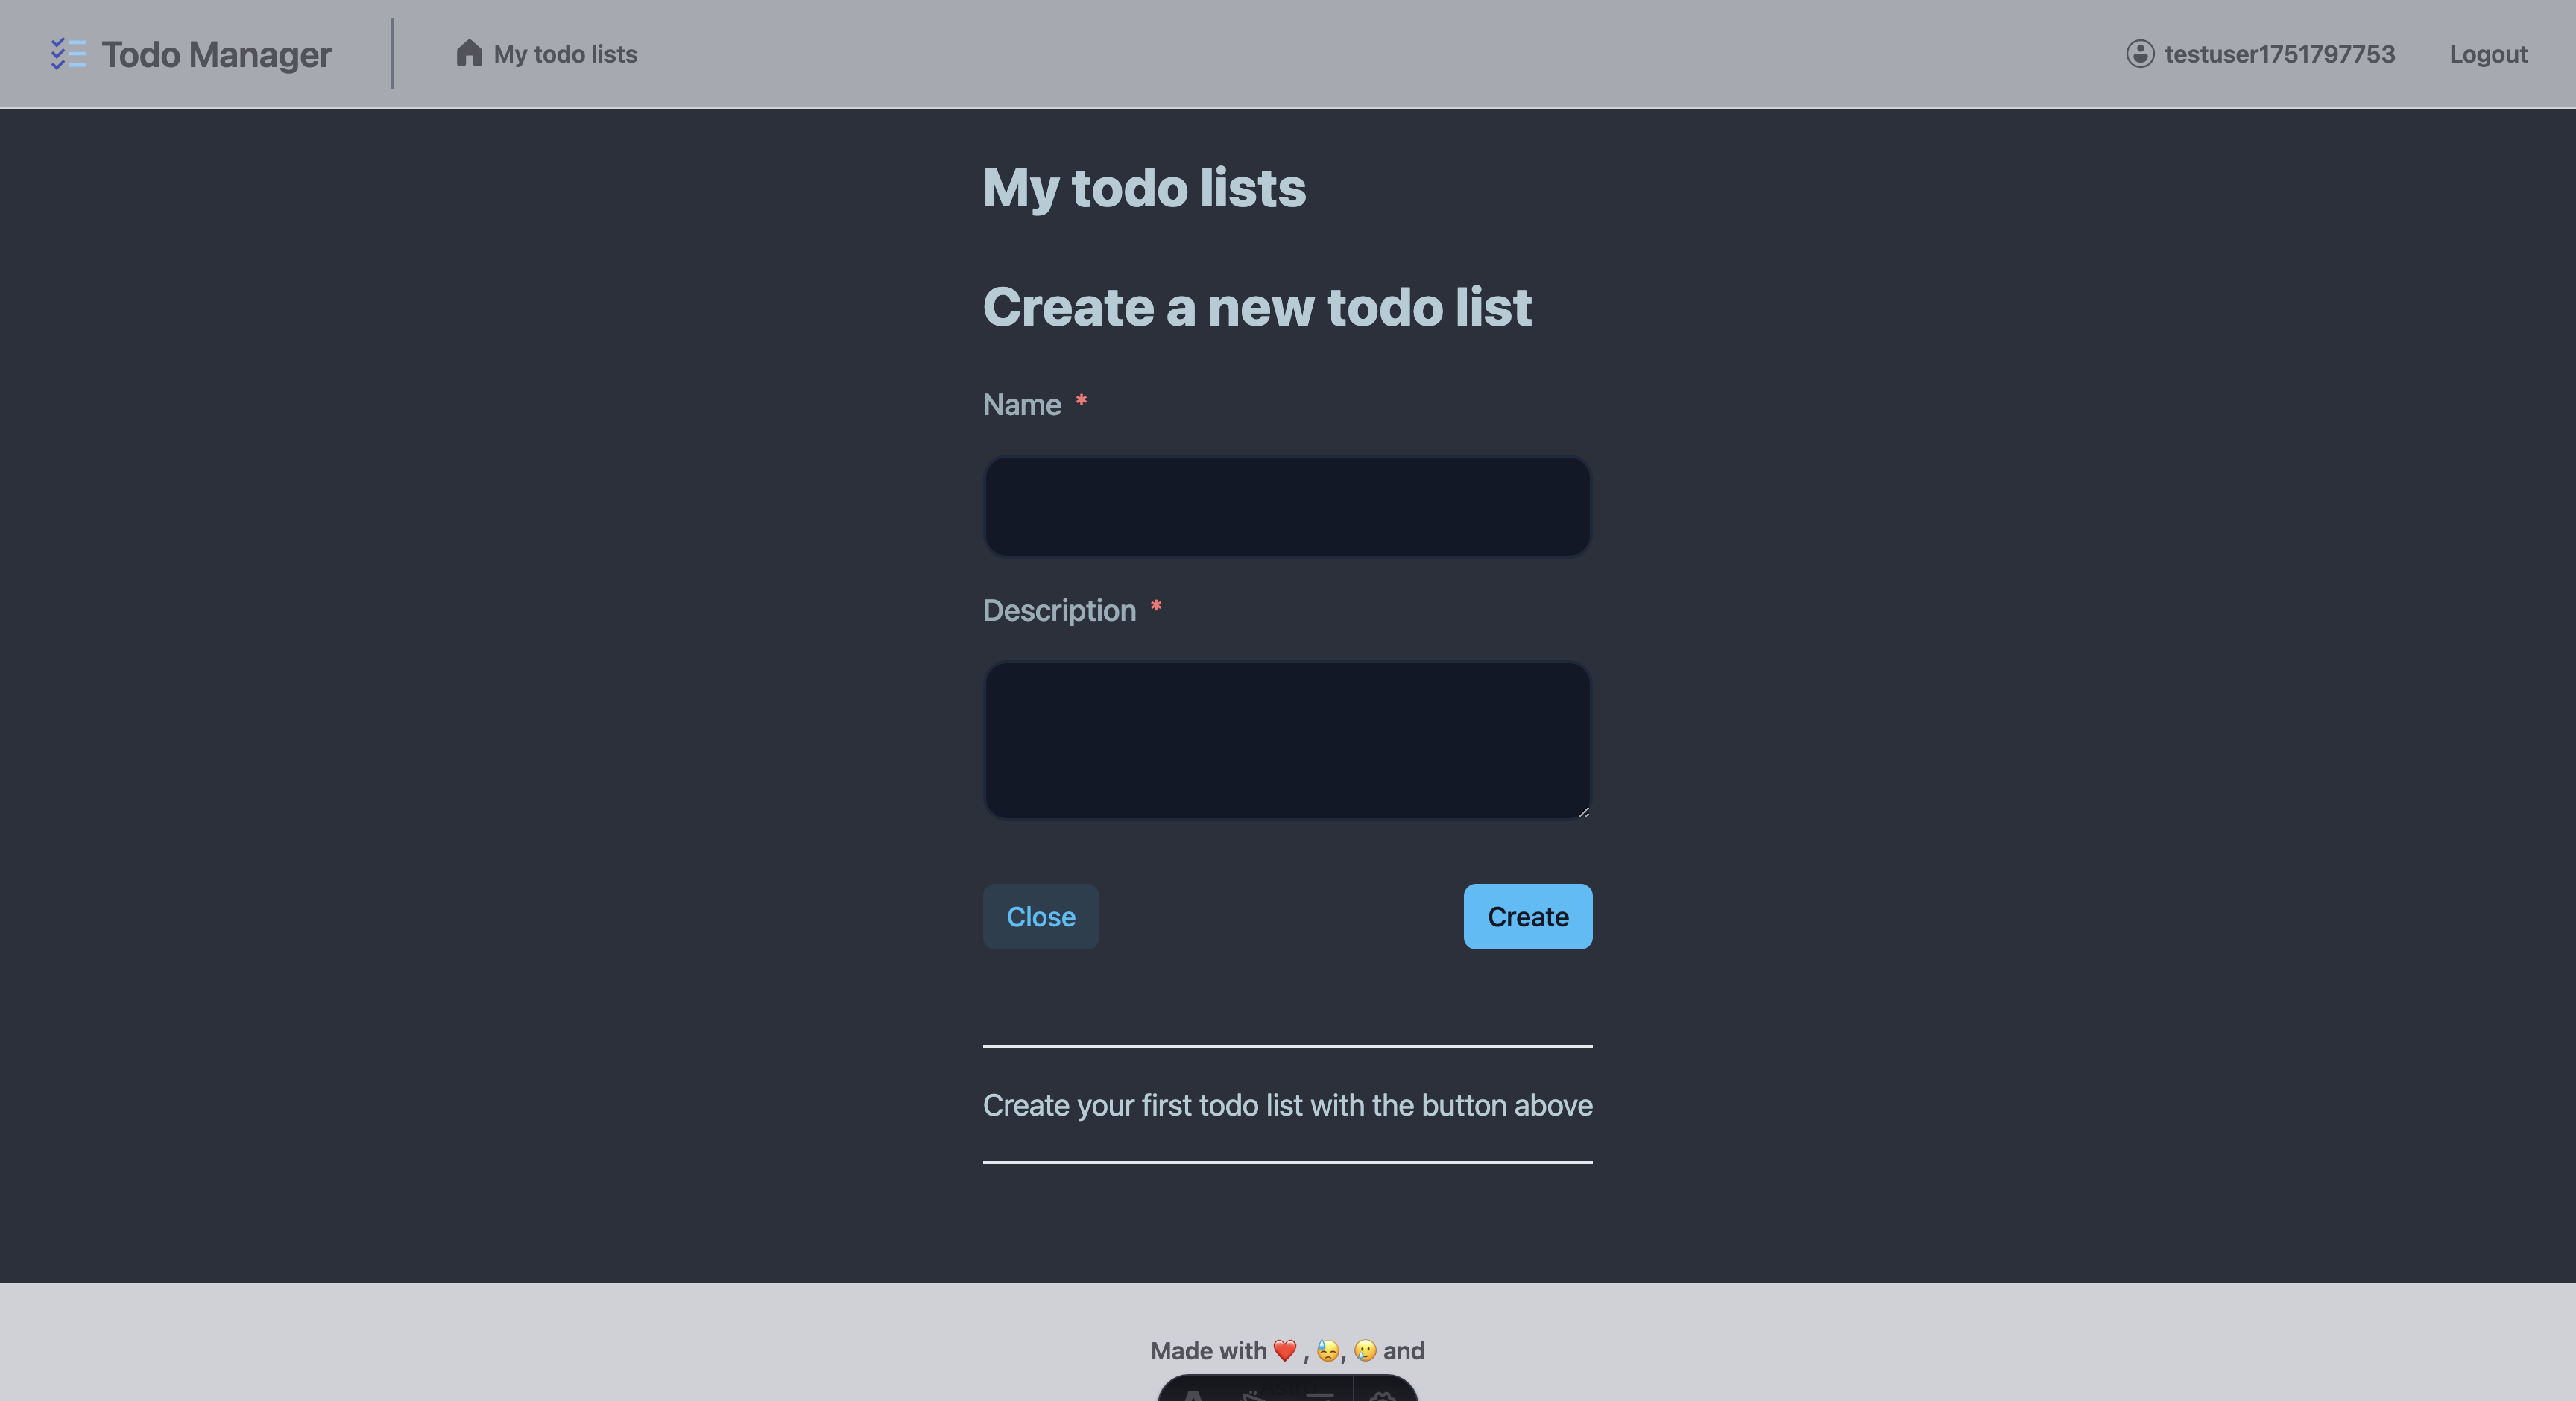 Todo Manager
My todo lists
testuser1751797753
Logout
My todo lists
Create a new todo list
Name *
Description *
Close
Create
Create your first todo list with the button above
Made with ❤️ , 😓, 🥲 and